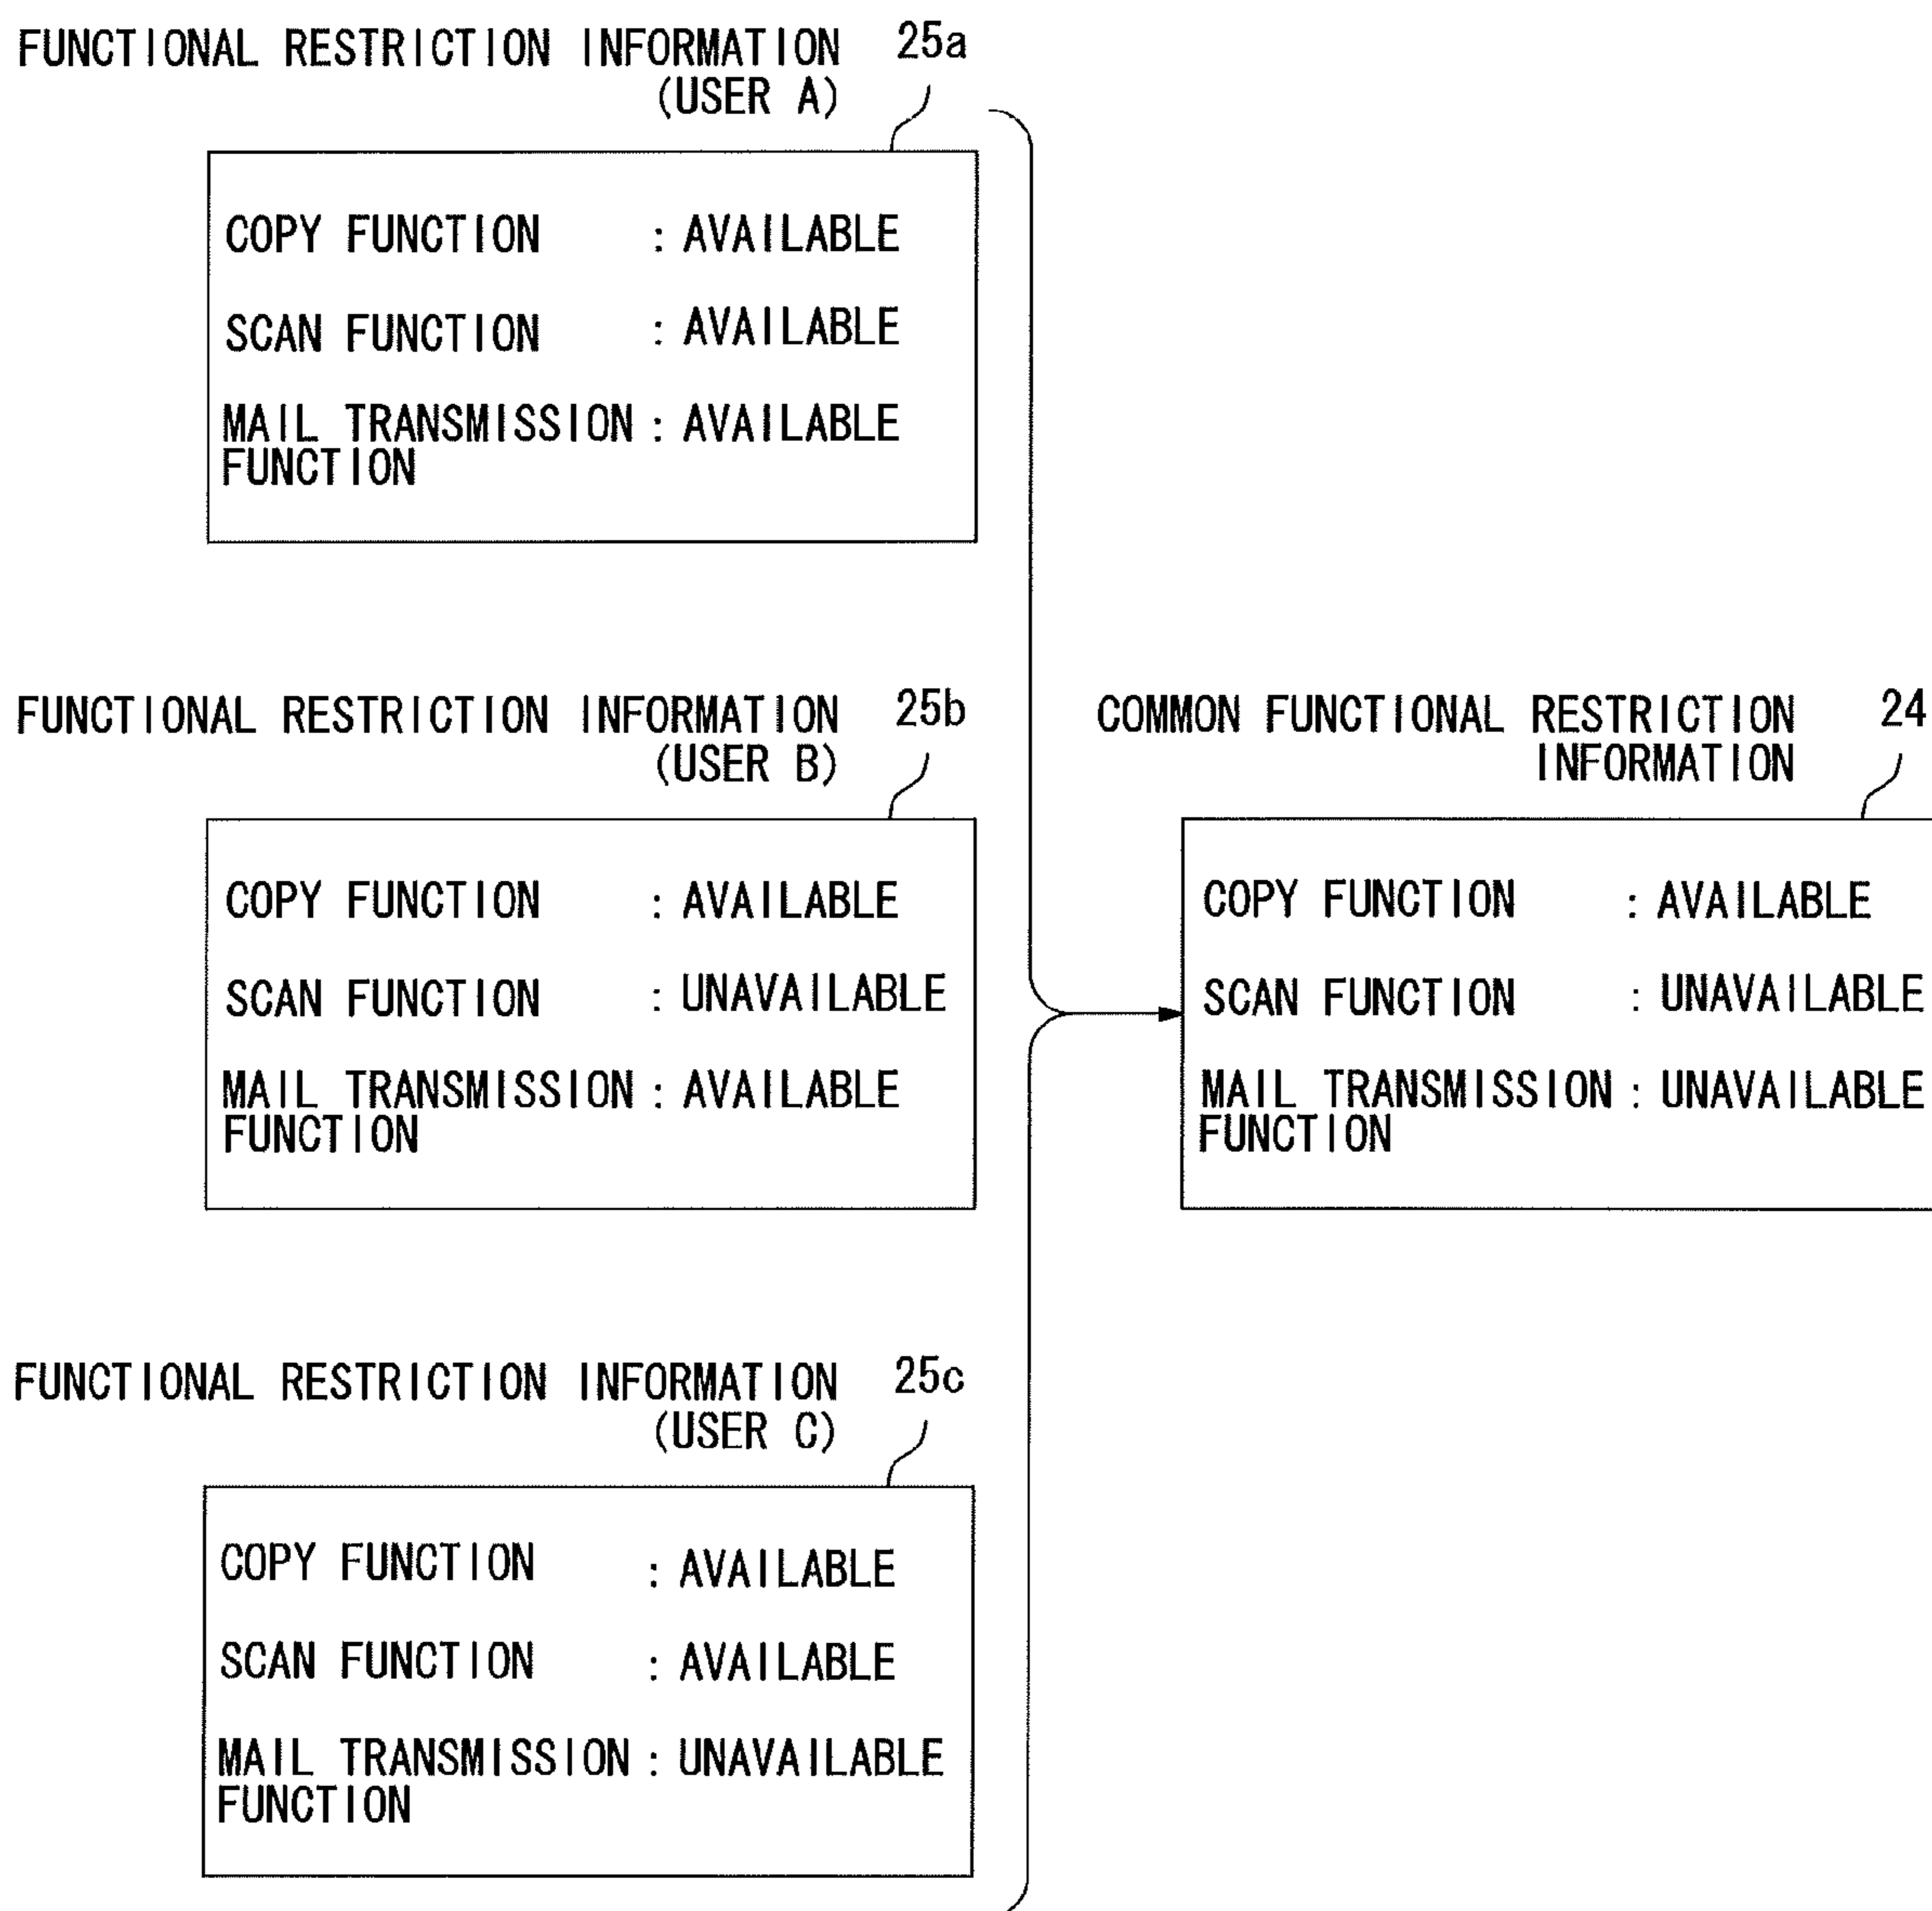 FUNCTIONAL RESTRICTION INFORMATION 25a
(USER A)
COPY FUNCTION : AVAILABLE
SCAN FUNCTION : AVAILABLE
MAIL TRANSMISSION : AVAILABLE
FUNCTION
FUNCTIONAL RESTRICTION INFORMATION 25b
(USER B)
COPY FUNCTION : AVAILABLE
SCAN FUNCTION : UNAVAILABLE
MAIL TRANSMISSION : AVAILABLE
FUNCTION
COMMON FUNCTIONAL RESTRICTION 24
INFORMATION
COPY FUNCTION : AVAILABLE
SCAN FUNCTION : UNAVAILABLE
MAIL TRANSMISSION : UNAVAILABLE
FUNCTION
FUNCTIONAL RESTRICTION INFORMATION 25c
(USER C)
COPY FUNCTION : AVAILABLE
SCAN FUNCTION : AVAILABLE
MAIL TRANSMISSION : UNAVAILABLE
FUNCTION